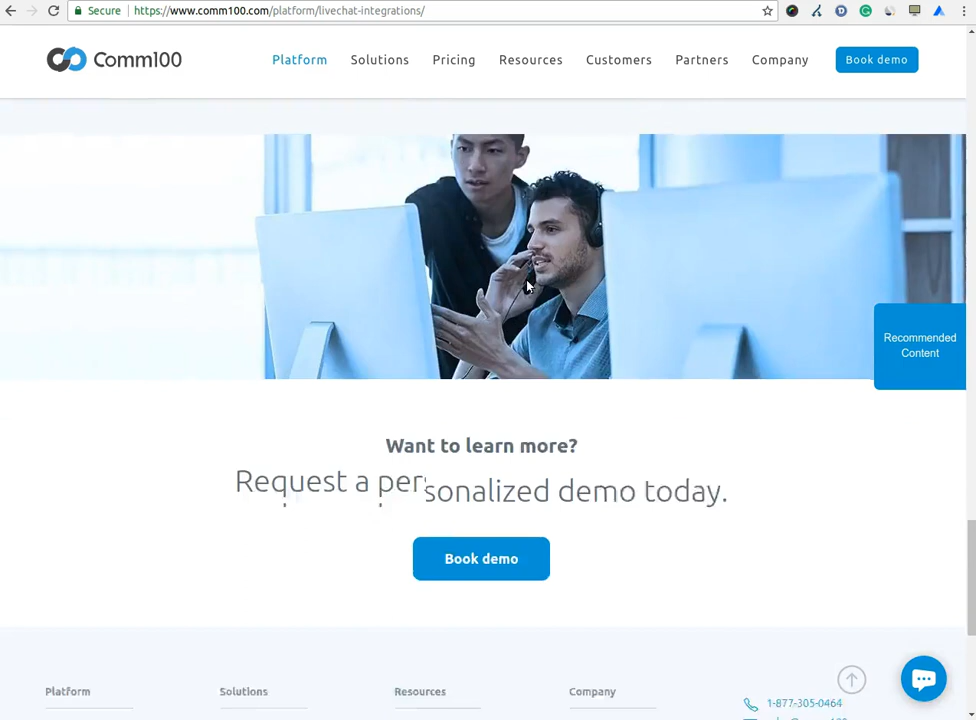 Secure https://www.comm100.com/platform/livechat-integrations/
Comm100 Platform Solutions Pricing Resources Customers Partners Company Book demo
Recommended
Content
Want to learn more?
Request a personalized demo today.
Book demo
Platform Solutions Resources Company
1-877-305-0464